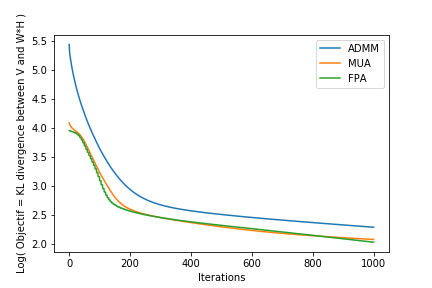 Log( Objectif = KL divergence between V and W*H )
5.5
5.0
4.5
4.0
3.5
3.0
2.5
2.0
ADMM
MUA
FPA
0
200
400
600
800
1000
Iterations